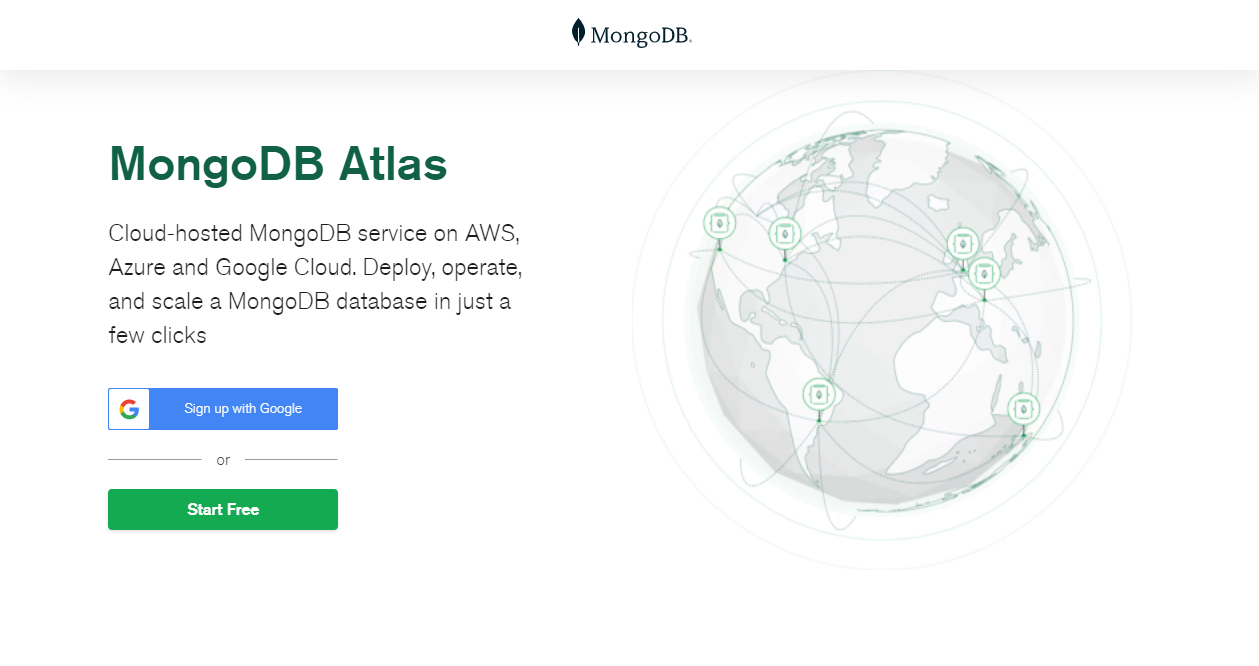 MongoDB.
MongoDB Atlas
Cloud-hosted MongoDB service on AWS,
Azure and Google Cloud. Deploy, operate,
and scale a MongoDB database in just a
few clicks
Sign up with Google
or
Start Free